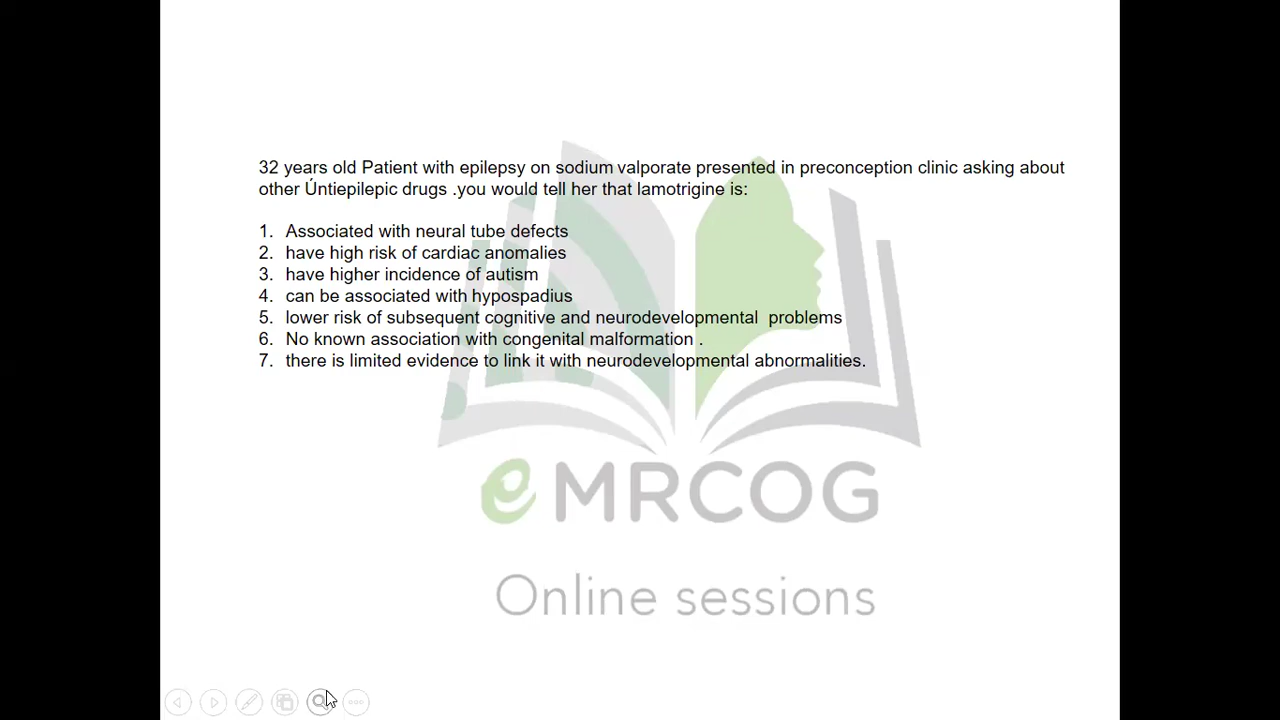 32 years old Patient with epilepsy on sodium valporate presented in preconception clinic asking about
other Úntiepilepic drugs .you would tell her that lamotrigine is:
1. Associated with neural tube defects
2. have high risk of cardiac anomalies
3. have higher incidence of autism
4. can be associated with hypospadius
5. lower risk of subsequent cognitive and neurodevelopmental problems
6. No known association with congenital malformation .
7. there is limited evidence to link it with neurodevelopmental abnormalities.
eMRCOG
Online sessions